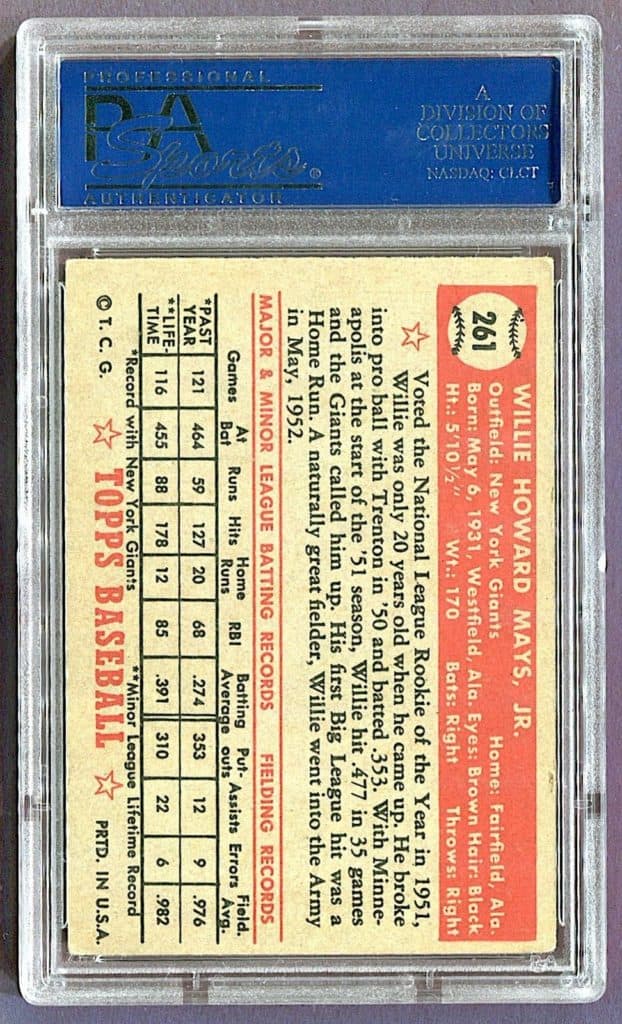 PROFESSIONAL
PSA
Sports®
AUTHENTICATOR
A
DIVISION OF
COLLECTORS
UNIVERSE
NASDAQ: CLCT
261
WILLIE HOWARD MAYS, JR.
Outfield: New York Giants Home: Fairfield, Ala.
Born: May 6, 1931, Westfield, Ala. Eyes: Brown Hair: Black
Ht.: 5'10½" Wt.: 170 Bats: Right Throws: Right
Voted the National League Rookie of the Year in 1951,
Willie was only 20 years old when he came up. He broke
into pro ball with Trenton in '50 and batted .353. With Minne-
apolis at the start of the '51 season, Willie hit .477 in 35 games
and the Giants called him up. His first Big League hit was a
Home Run. A naturally great fielder, Willie went into the Army
in May, 1952.
MAJOR & MINOR LEAGUE BATTING RECORDS FIELDING RECORDS
Games At Bat Runs Hits Home Runs RBI Batting Average Put-outs Assists Errors Field. Avg.
*PAST YEAR 121 464 59 127 20 68 .274 353 12 9 .976
**LIFE-TIME 116 455 88 178 12 85 .391 310 22 6 .982
*Record with New York Giants **Minor League Lifetime Record
© T. C. G. TOPPS BASEBALL PRTD. IN U.S.A.